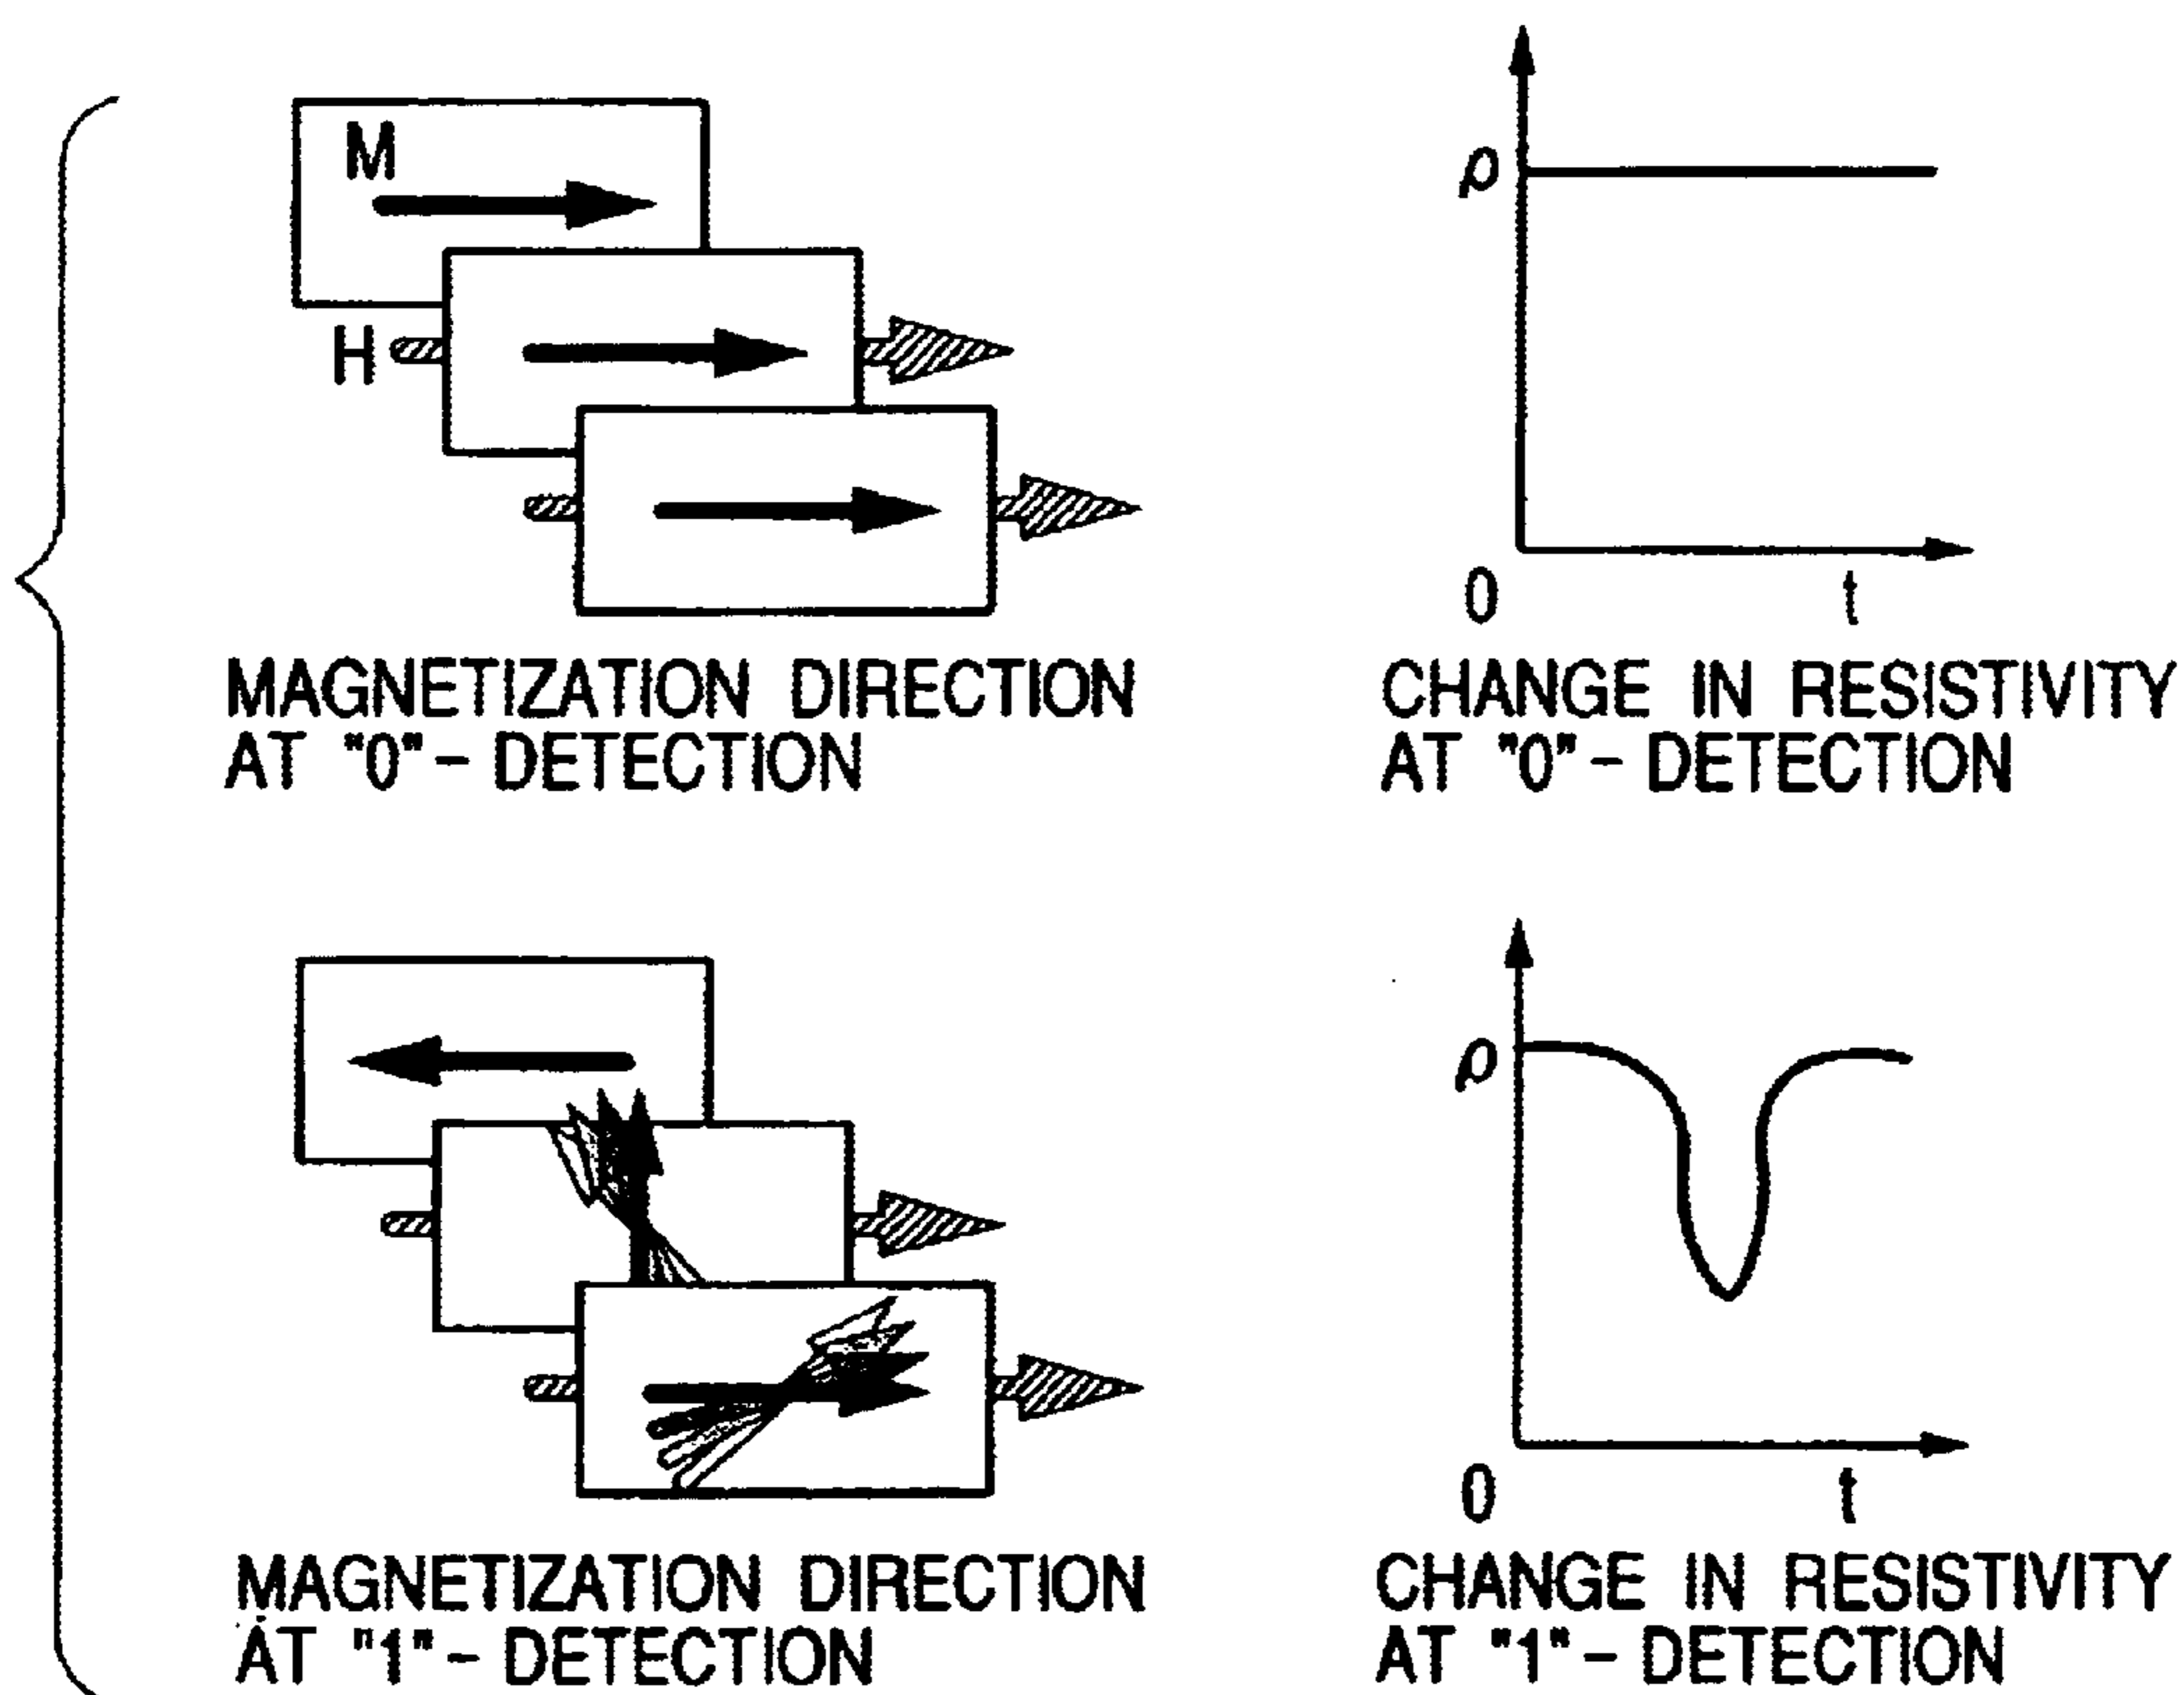 M
H
MAGNETIZATION DIRECTION
AT "0"- DETECTION
ρ
0
t
CHANGE IN RESISTIVITY
AT "0"- DETECTION
MAGNETIZATION DIRECTION
AT "1"- DETECTION
ρ
0
t
CHANGE IN RESISTIVITY
AT "1"- DETECTION